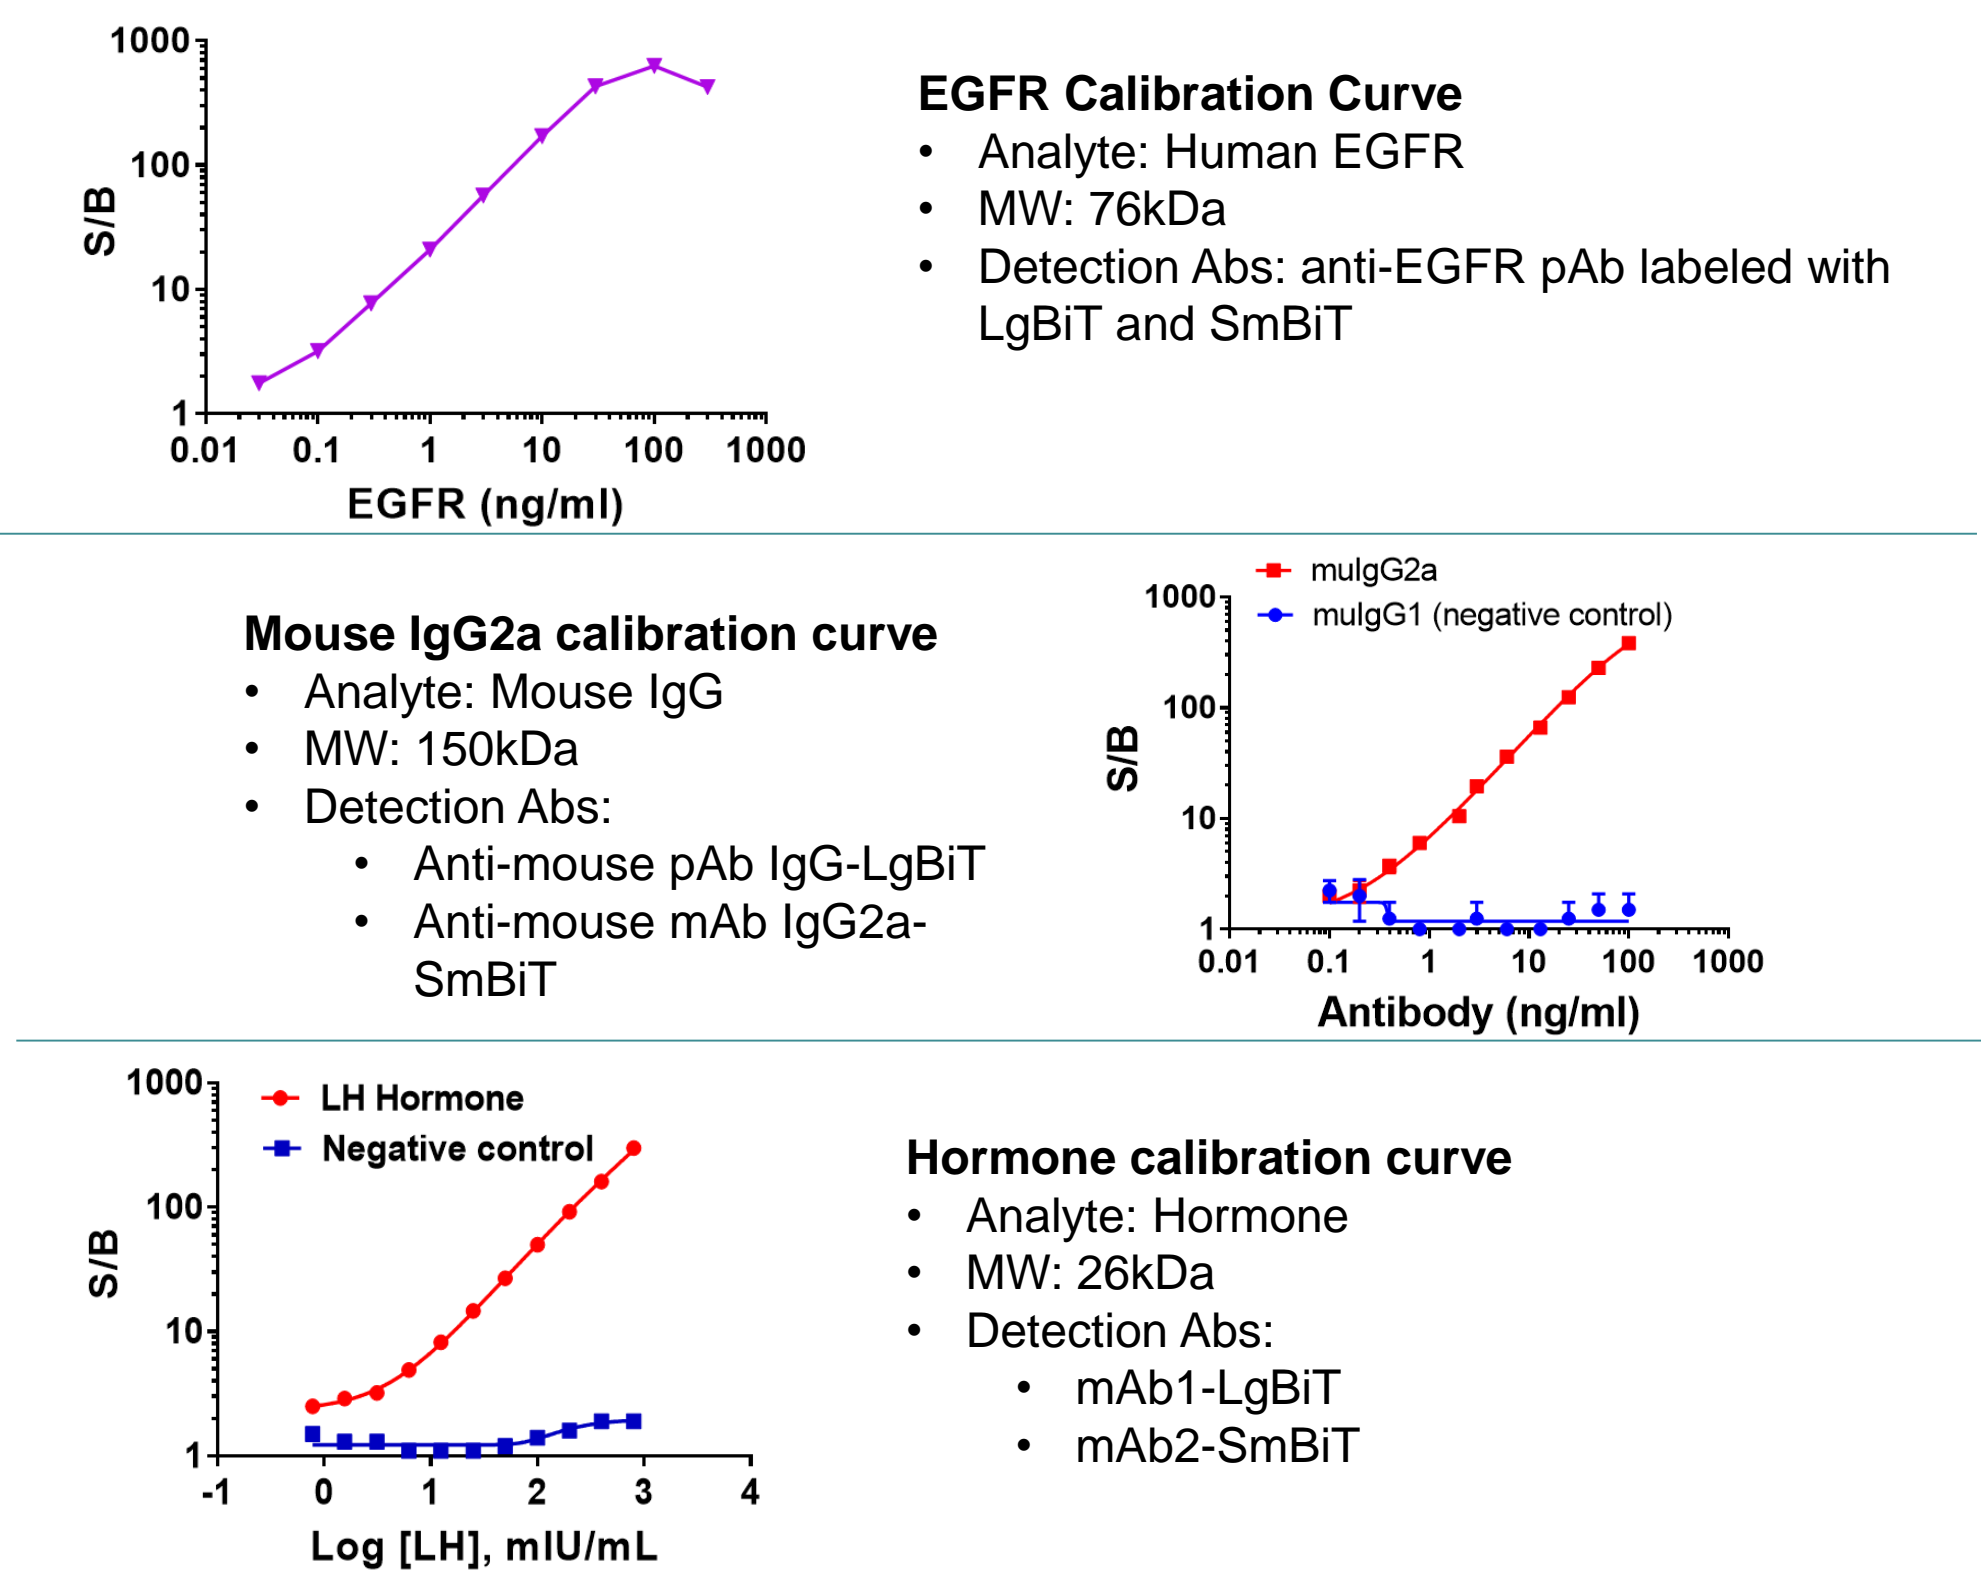 1000
100
10
1
S/B
0.01 0.1 1 10 100 1000
EGFR (ng/ml)
EGFR Calibration Curve
• Analyte: Human EGFR
• MW: 76kDa
• Detection Abs: anti-EGFR pAb labeled with
LgBiT and SmBiT
Mouse IgG2a calibration curve
• Analyte: Mouse IgG
• MW: 150kDa
• Detection Abs:
• Anti-mouse pAb IgG-LgBiT
• Anti-mouse mAb IgG2a-
SmBiT
muIgG2a
muIgG1 (negative control)
1000
100
10
1
S/B
0.01 0.1 1 10 100 1000
Antibody (ng/ml)
LH Hormone
Negative control
1000
100
10
1
S/B
-1 0 1 2 3 4
Log [LH], mIU/mL
Hormone calibration curve
• Analyte: Hormone
• MW: 26kDa
• Detection Abs:
• mAb1-LgBiT
• mAb2-SmBiT